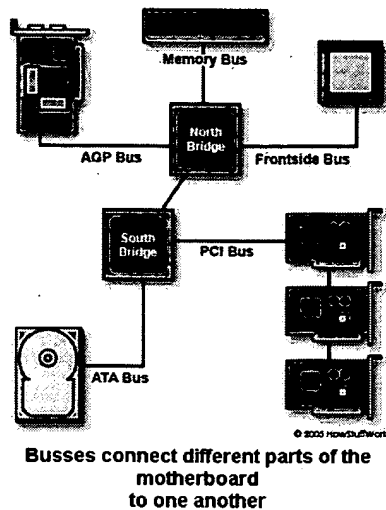 Memory Bus
North
Bridge
AGP Bus
Frontside Bus
South
Bridge
PCI Bus
ATA Bus
© 2005 HowStuffWork
Busses connect different parts of the
motherboard
to one another